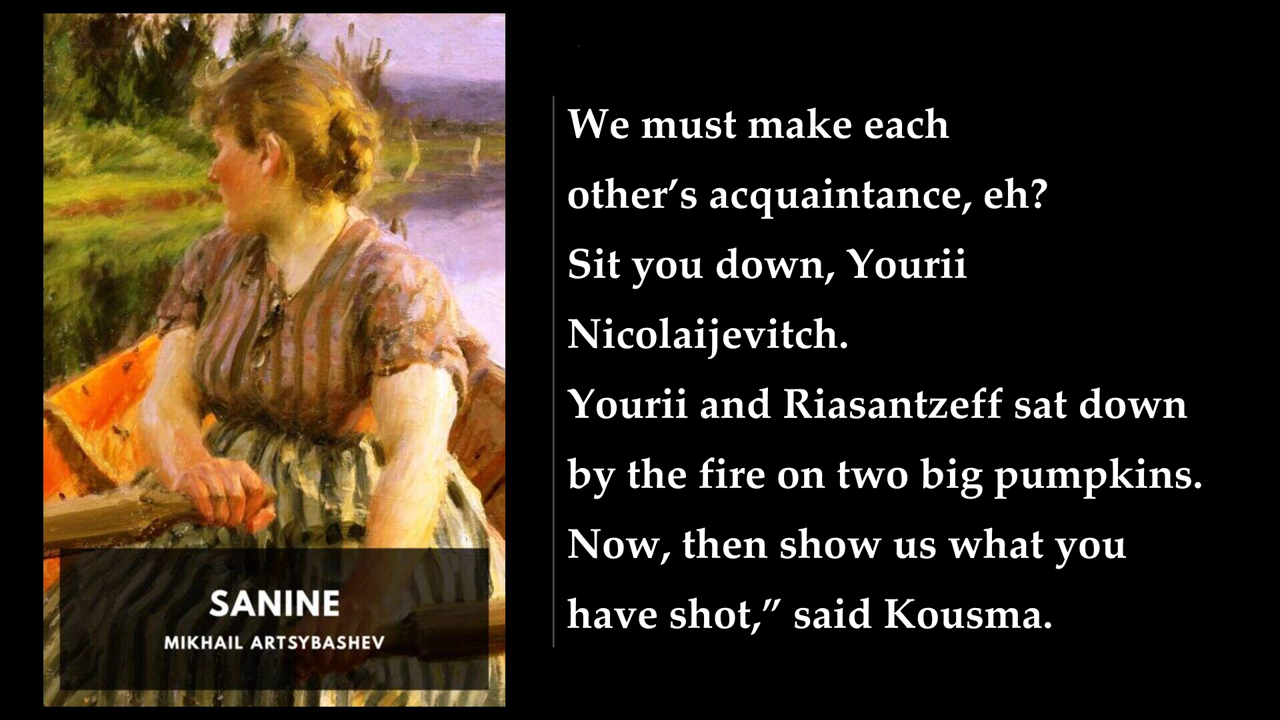 We must make each
other’s acquaintance, eh?
Sit you down, Yourii
Nicolaijevitch.
Yourii and Riasantzeff sat down
by the fire on two big pumpkins.
Now, then show us what you
have shot,” said Kousma.
SANINE
MIKHAIL ARTSYBASHEV